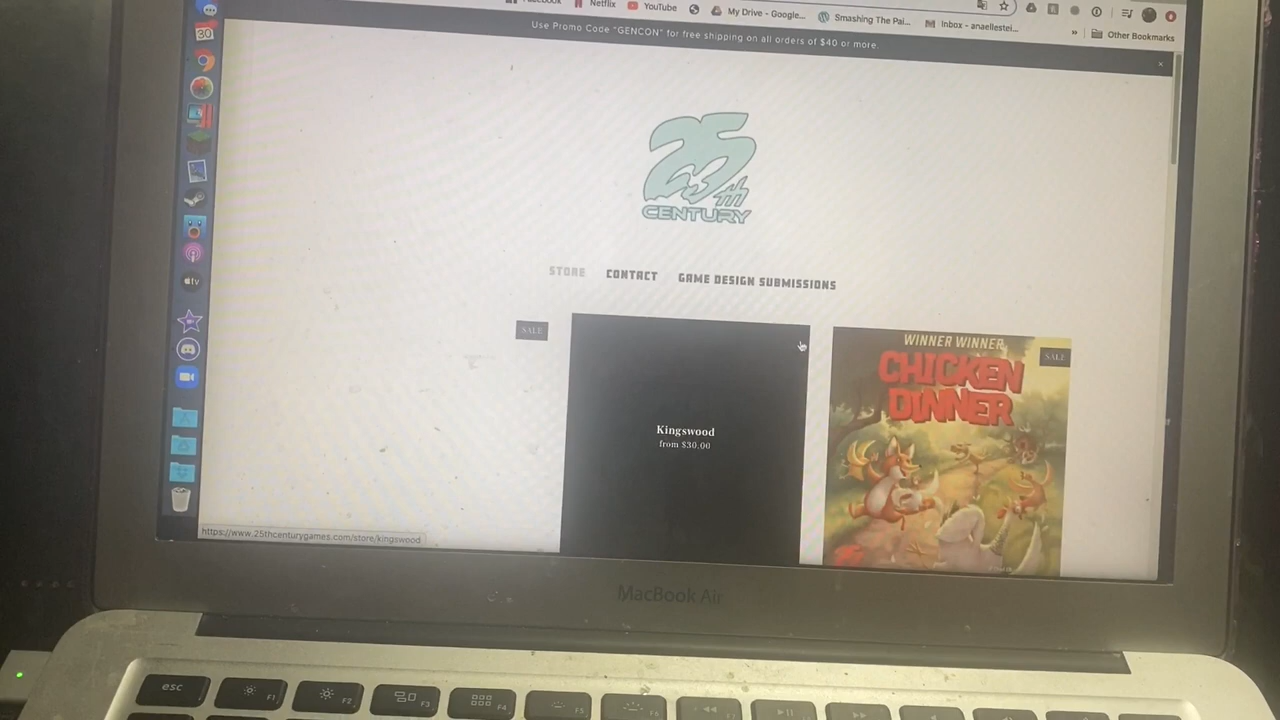 Netflix
YouTube
My Drive - Google...
Smashing The Pai...
Inbox - anaellestei...
»
Other Bookmarks
Use Promo Code "GENCON" for free shipping on all orders of $40 or more.
×
30
25th
CENTURY
STORE
CONTACT
GAME DESIGN SUBMISSIONS
SALE
Kingswood
from $30.00
WINNER WINNER
CHICKEN
DINNER
SALE
tv
https://www.25thcenturygames.com/store/kingswood
MacBook Air
esc
F1
F2
F3
F4
F5
F6